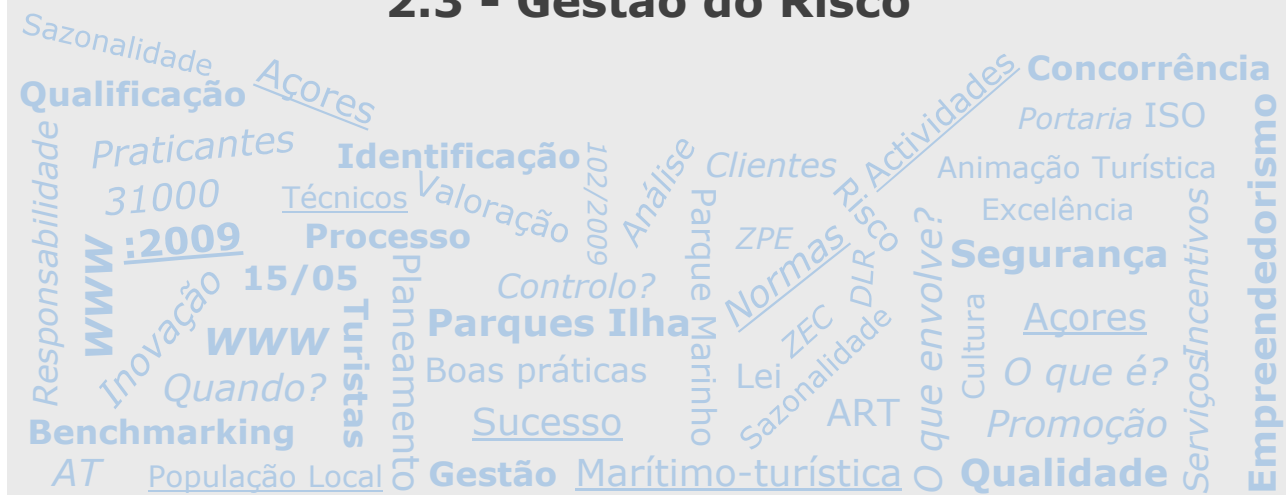 2.3 - Gestão do Risco
Sazonalidade
Açores
Qualificação
Actividades
Concorrência
Portaria ISO
Empreendedorismo
Responsabilidade
Praticantes
Identificação
102/2009
Análise
Clientes
Animação Turística
31000
Técnicos
Valoração
Parque Marinho
Risco
Excelência
:2009
Processo
ZPE
Normas
O que envolve?
Segurança
Incentivos
www
15/05
Planeamento
Controlo?
DLR
Inovação
www
Turistas
Parques Ilha
ZEC
Cultura
Açores
Quando?
Boas práticas
Lei
Sazonalidade
O que é?
Serviços
Benchmarking
Sucesso
ART
Promoção
AT
População Local
Gestão
Marítimo-turística
Qualidade